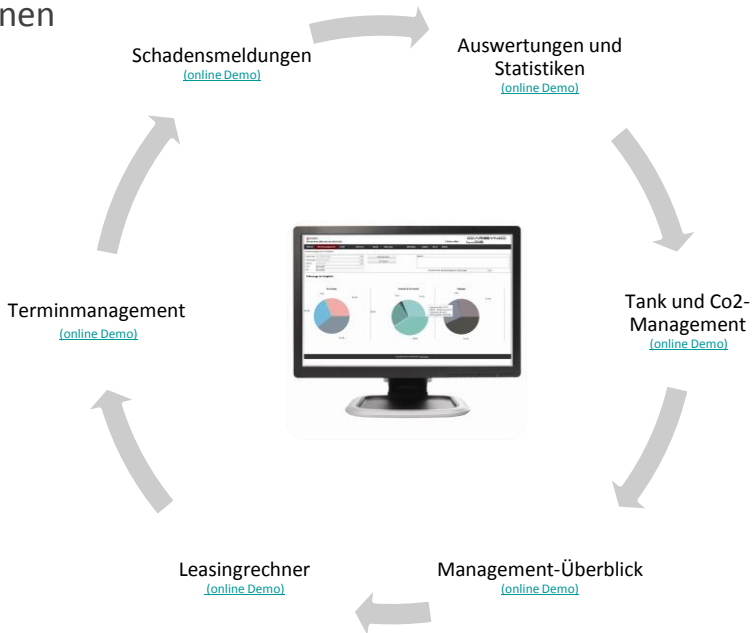 nen
Schadensmeldungen
(online Demo)
Auswertungen und
Statistiken
(online Demo)
Terminmanagement
(online Demo)
Tank und Co2-
Management
(online Demo)
Leasingrechner
(online Demo)
Management-Überblick
(online Demo)